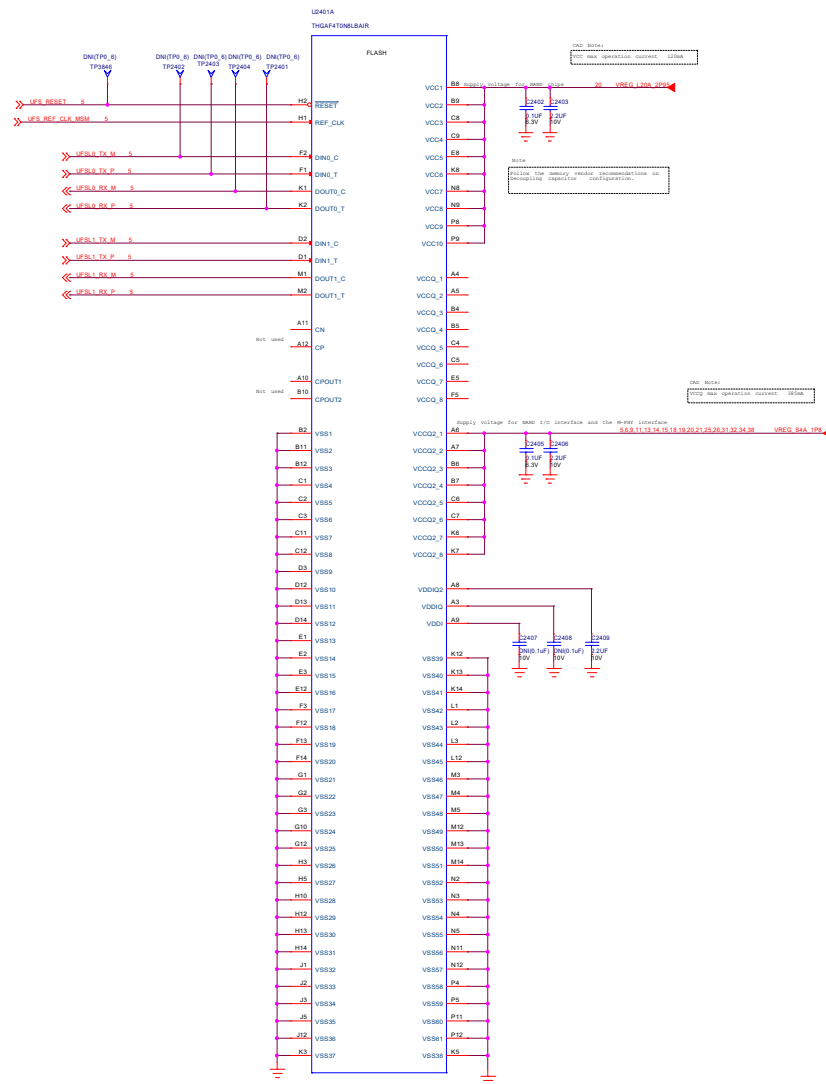 U2401A
THGAF4T0N8LBAIR
FLASH
DNI(TP0_6)
TP3846
DNI(TP0_6)
TP2402
DNI(TP0_6)
TP2403
DNI(TP0_6)
TP2404
DNI(TP0_6)
TP2401
CAD Note:
VCC max operation current 120mA
UFS_RESET 5
H2 RESET
UFS_REF_CLK_MSM 5
H1 REF_CLK
UFSL0_TX_M 5
F2 DIN0_C
UFSL0_TX_P 5
F1 DIN0_T
UFSL0_RX_M 5
K1 DOUT0_C
UFSL0_RX_P 5
K2 DOUT0_T
UFSL1_TX_M 5
D2 DIN1_C
UFSL1_TX_P 5
D1 DIN1_T
UFSL1_RX_M 5
M1 DOUT1_C
UFSL1_RX_P 5
M2 DOUT1_T
A11 CN
Not used
A12 CP
A10 CPOUT1
Not used
B10 CPOUT2
B2 VSS1
B11 VSS2
B12 VSS3
C1 VSS4
C2 VSS5
C3 VSS6
C11 VSS7
C12 VSS8
D3 VSS9
D12 VSS10
D13 VSS11
D14 VSS12
E1 VSS13
E2 VSS14
E3 VSS15
E12 VSS16
F3 VSS17
F12 VSS18
F13 VSS19
F14 VSS20
G1 VSS21
G2 VSS22
G3 VSS23
G10 VSS24
G12 VSS25
H3 VSS26
H5 VSS27
H10 VSS28
H12 VSS29
H13 VSS30
H14 VSS31
J1 VSS32
J2 VSS33
J3 VSS34
J5 VSS35
J12 VSS36
K3 VSS37
VCC1 B8
Supply voltage for NAND chips
20 VREG_L20A_2P95
VCC2 B9
VCC3 C8
VCC4 C9
VCC5 E8
VCC6 K8
VCC7 N8
VCC8 N9
VCC9 P8
VCC10 P9
C2402
0.1UF
6.3V
C2403
2.2UF
10V
Note
Follow the memory vendor recommendations on
Decoupling capacitor configuration.
VCCQ_1 A4
VCCQ_2 A5
VCCQ_3 B4
VCCQ_4 B5
VCCQ_5 C4
VCCQ_6 C5
VCCQ_7 E5
VCCQ_8 F5
CAD Note:
VCCQ max operation current 385mA
Supply voltage for NAND I/O interface and the M-PHY interface
VCCQ2_1 A6
5,6,9,11,13,14,15,18,19,20,21,25,28,31,32,34,38 VREG_S4A_1P8
VCCQ2_2 A7
VCCQ2_3 B6
VCCQ2_4 B7
VCCQ2_5 C6
VCCQ2_6 C7
VCCQ2_7 K6
VCCQ2_8 K7
C2405
0.1UF
6.3V
C2406
2.2UF
10V
VDDIQ2 A8
VDDIQ A3
VDDI A9
C2407
DNI(0.1uF)
10V
C2408
DNI(0.1uF)
10V
C2409
2.2UF
10V
VSS39 K12
VSS40 K13
VSS41 K14
VSS42 L1
VSS43 L2
VSS44 L3
VSS45 L12
VSS46 M3
VSS47 M4
VSS48 M5
VSS49 M12
VSS50 M13
VSS51 M14
VSS52 N2
VSS53 N3
VSS54 N4
VSS55 N5
VSS56 N11
VSS57 N12
VSS58 P4
VSS59 P5
VSS60 P11
VSS61 P12
VSS38 K5